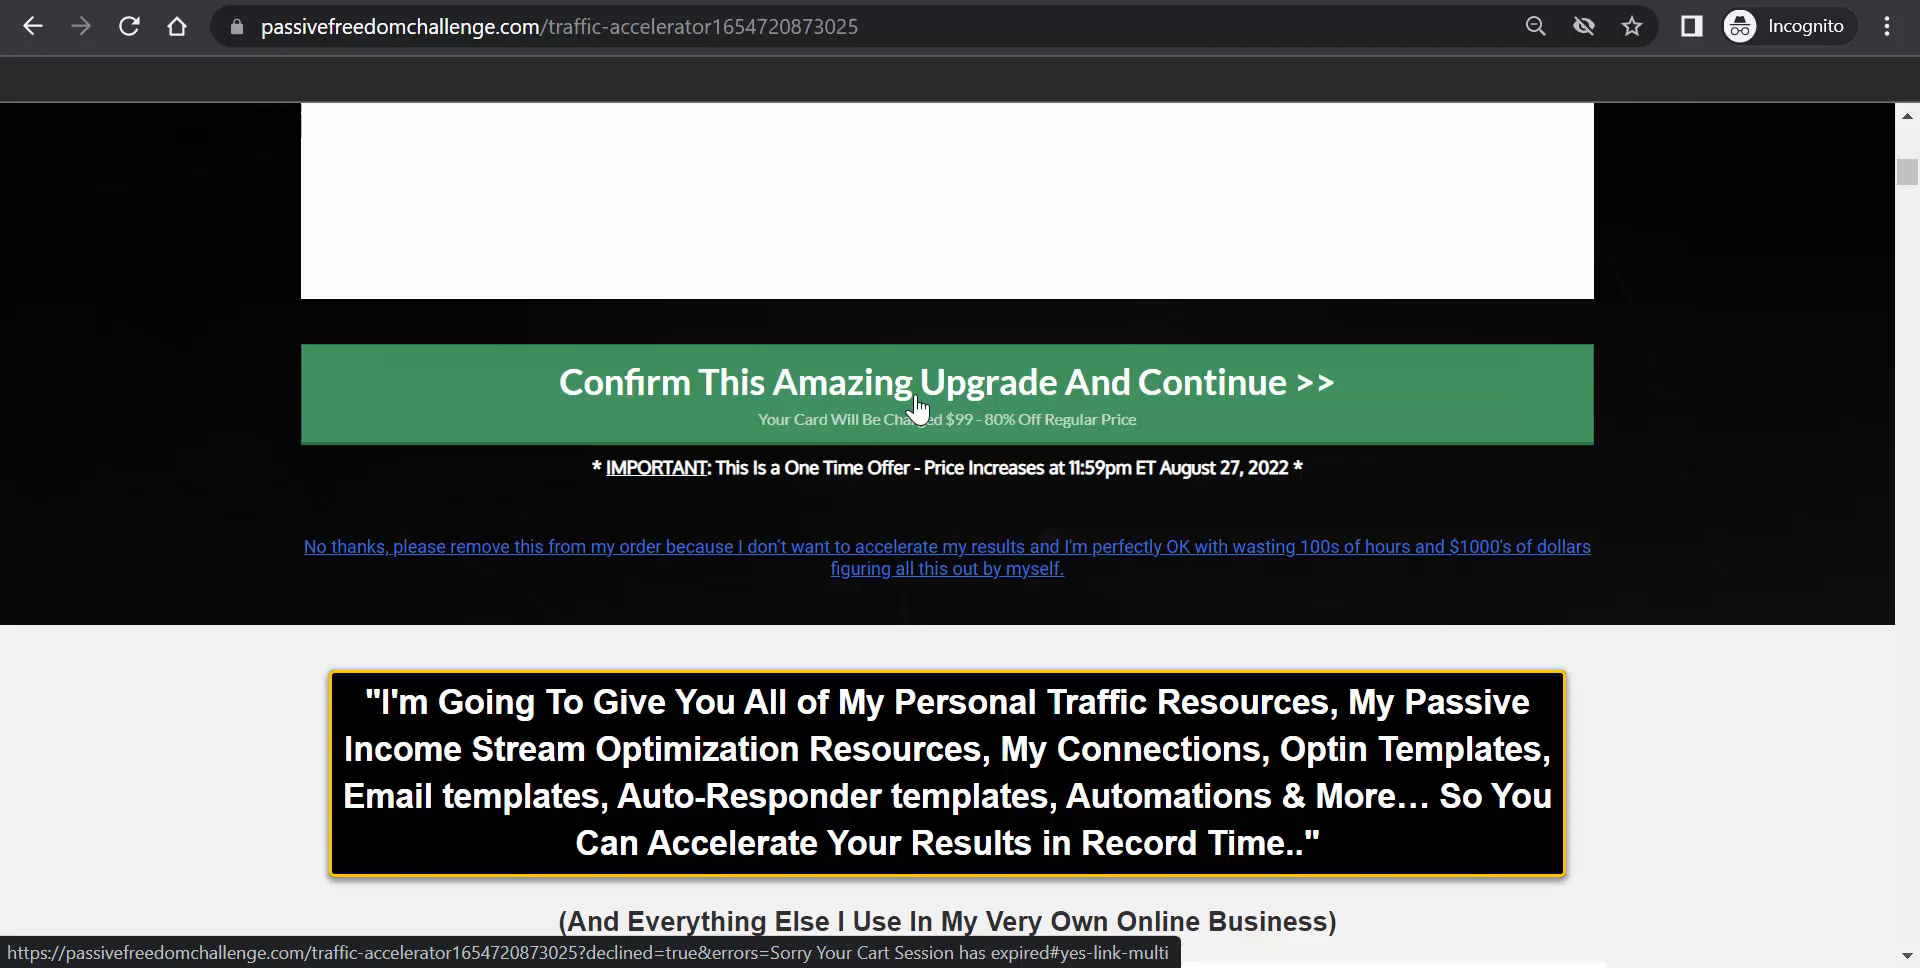 passivefreedomchallenge.com/traffic-accelerator1654720873025
Incognito
Confirm This Amazing Upgrade And Continue >>
Your Card Will Be Charged $99 - 80% Off Regular Price
* IMPORTANT: This Is a One Time Offer - Price Increases at 11:59pm ET August 27, 2022 *
No thanks, please remove this from my order because I don't want to accelerate my results and I'm perfectly OK with wasting 100s of hours and $1000's of dollars
figuring all this out by myself.
"I'm Going To Give You All of My Personal Traffic Resources, My Passive
Income Stream Optimization Resources, My Connections, Optin Templates,
Email templates, Auto-Responder templates, Automations & More... So You
Can Accelerate Your Results in Record Time.."
(And Everything Else I Use In My Very Own Online Business)
https://passivefreedomchallenge.com/traffic-accelerator1654720873025?declined=true&errors=Sorry Your Cart Session has expired#yes-link-multi